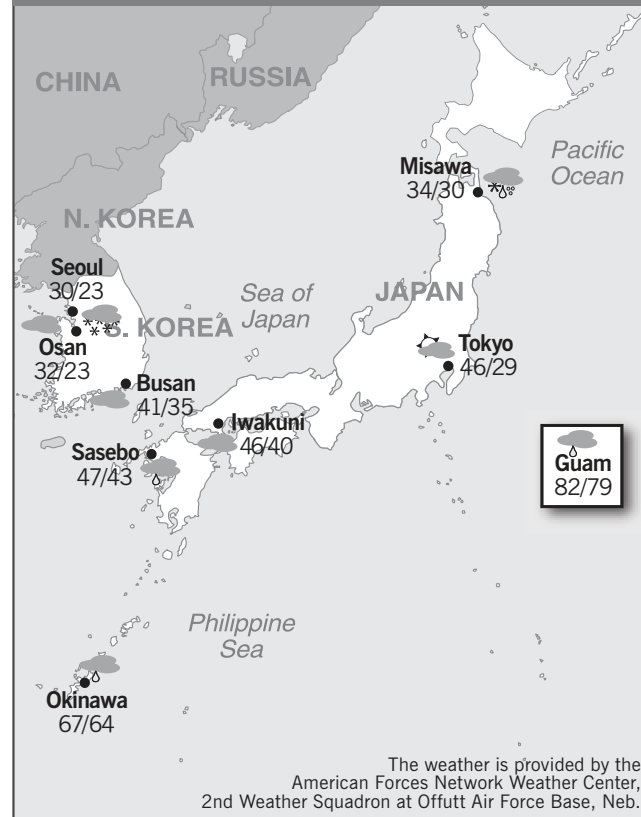 CHINA
RUSSIA
Pacific
Ocean
Misawa
34/30
N. KOREA
Seoul
30/23
Sea of
Japan
JAPAN
S. KOREA
Osan
32/23
Tokyo
46/29
Busan
41/35
Iwakuni
46/40
Sasebo
47/43
Guam
82/79
Philippine
Sea
Okinawa
67/64
The weather is provided by the
American Forces Network Weather Center,
2nd Weather Squadron at Offutt Air Force Base, Neb.